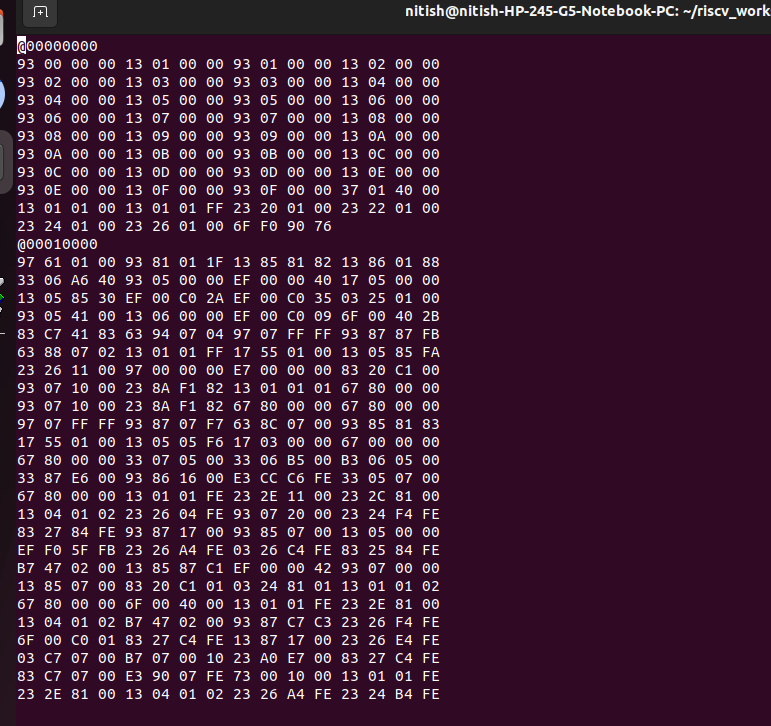 nitish@nitish-HP-245-G5-Notebook-PC: ~/riscv_work
@00000000
93 00 00 00 13 01 00 00 93 01 00 00 13 02 00 00
93 02 00 00 13 03 00 00 93 03 00 00 13 04 00 00
93 04 00 00 13 05 00 00 93 05 00 00 13 06 00 00
93 06 00 00 13 07 00 00 93 07 00 00 13 08 00 00
93 08 00 00 13 09 00 00 93 09 00 00 13 0A 00 00
93 0A 00 00 13 0B 00 00 93 0B 00 00 13 0C 00 00
93 0C 00 00 13 0D 00 00 93 0D 00 00 13 0E 00 00
93 0E 00 00 13 0F 00 00 93 0F 00 00 37 01 40 00
13 01 01 00 13 01 01 FF 23 20 01 00 23 22 01 00
23 24 01 00 23 26 01 00 6F F0 90 76
@00010000
97 61 01 00 93 81 01 1F 13 85 81 82 13 86 01 88
33 06 A6 40 93 05 00 00 EF 00 00 40 17 05 00 00
13 05 85 30 EF 00 C0 2A EF 00 C0 35 03 25 01 00
93 05 41 00 13 06 00 00 EF 00 C0 09 6F 00 40 2B
83 C7 41 83 63 94 07 04 97 07 FF FF 93 87 87 FB
63 88 07 02 13 01 01 FF 17 55 01 00 13 05 85 FA
23 26 11 00 97 00 00 00 E7 00 00 00 83 20 C1 00
93 07 10 00 23 8A F1 82 13 01 01 01 67 80 00 00
93 07 10 00 23 8A F1 82 67 80 00 00 67 80 00 00
97 07 FF FF 93 87 07 F7 63 8C 07 00 93 85 81 83
17 55 01 00 13 05 05 F6 17 03 00 00 67 00 00 00
67 80 00 00 33 07 05 00 33 06 B5 00 B3 06 05 00
33 87 E6 00 93 86 16 00 E3 CC C6 FE 33 05 07 00
67 80 00 00 13 01 01 FE 23 2E 11 00 23 2C 81 00
13 04 01 02 23 26 04 FE 93 07 20 00 23 24 F4 FE
83 27 84 FE 93 87 17 00 93 85 07 00 13 05 00 00
EF F0 5F FB 23 26 A4 FE 03 26 C4 FE 83 25 84 FE
B7 47 02 00 13 85 87 C1 EF 00 00 42 93 07 00 00
13 85 07 00 83 20 C1 01 03 24 81 01 13 01 01 02
67 80 00 00 6F 00 40 00 13 01 01 FE 23 2E 81 00
13 04 01 02 B7 47 02 00 93 87 C7 C3 23 26 F4 FE
6F 00 C0 01 83 27 C4 FE 13 87 17 00 23 26 E4 FE
03 C7 07 00 B7 07 00 10 23 A0 E7 00 83 27 C4 FE
83 C7 07 00 E3 90 07 FE 73 00 10 00 13 01 01 FE
23 2E 81 00 13 04 01 02 23 26 A4 FE 23 24 B4 FE